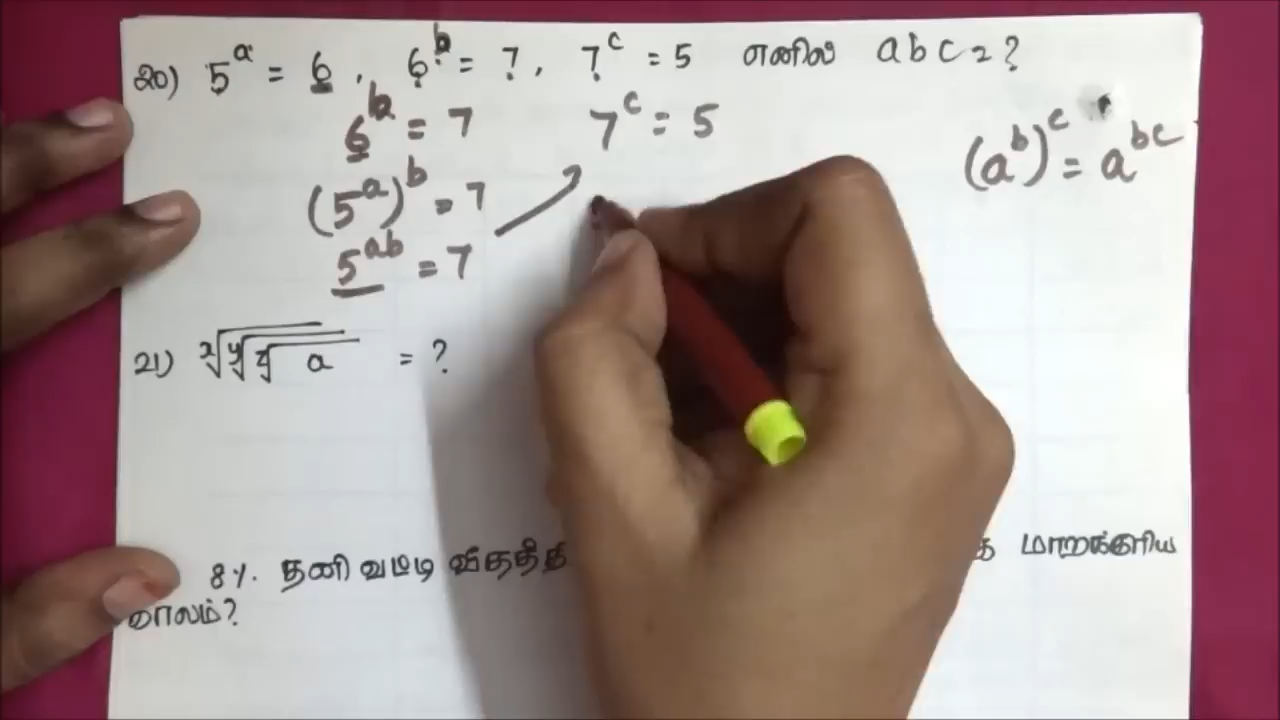 20) 5^a = 6, 6^b = 7, 7^c = 5 எனில் abc = ?
6^b = 7 7^c = 5
(a^b)^c = a^bc
(5^a)^b = 7
5^ab = 7
21) x√y√z√a = ?
8%. தனி வட்டி வீதத்தி
காலம்?